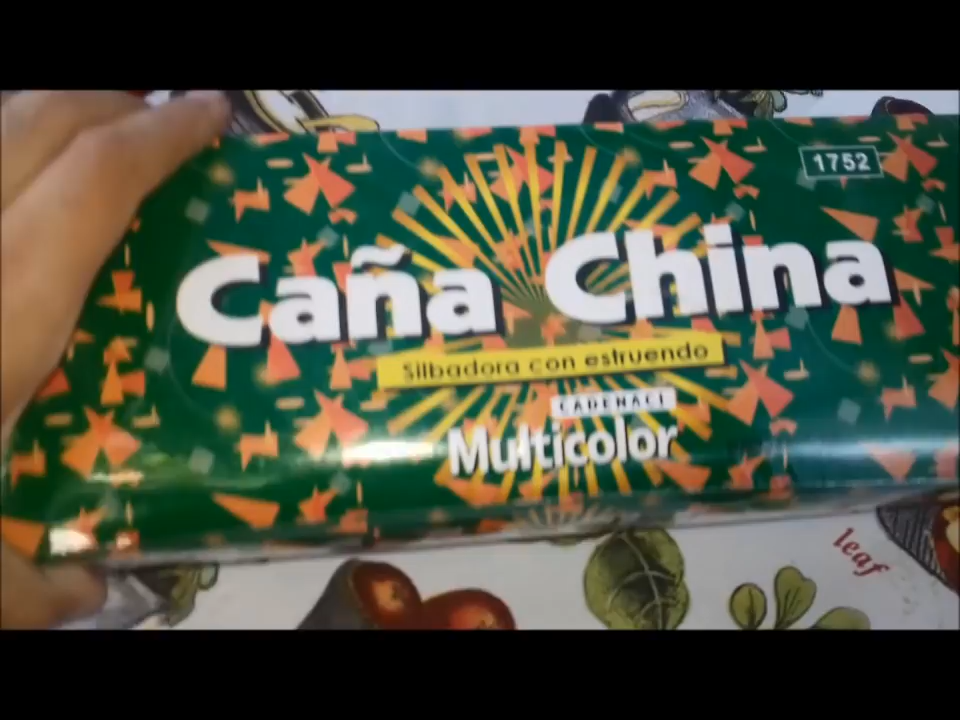 1752
Caña China
Silbadora con estruendo
CADENACI
Multicolor
leaf